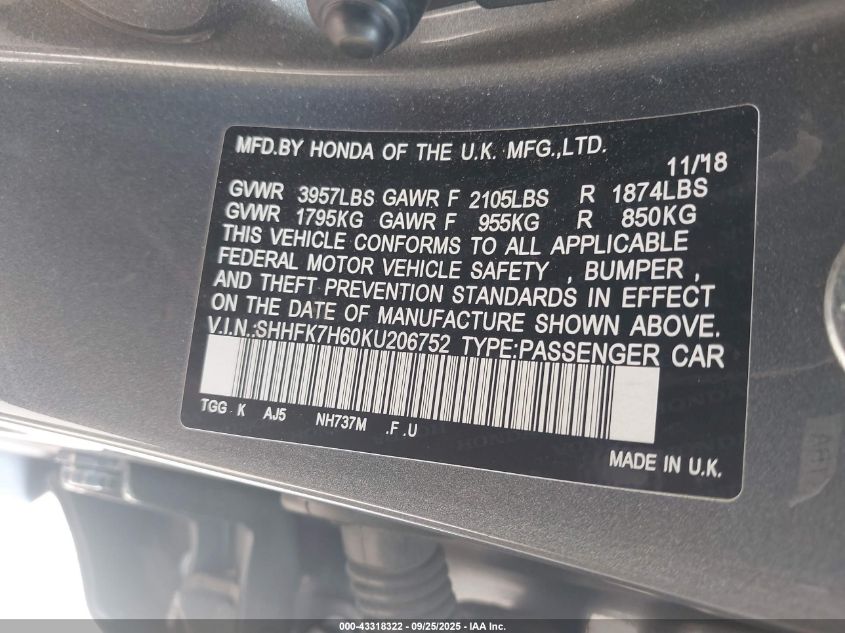 MFD.BY HONDA OF THE U.K. MFG.,LTD.
11/18
GVWR 3957LBS GAWR F 2105LBS R 1874LBS
GVWR 1795KG GAWR F 955KG R 850KG
THIS VEHICLE CONFORMS TO ALL APPLICABLE
FEDERAL MOTOR VEHICLE SAFETY , BUMPER ,
AND THEFT PREVENTION STANDARDS IN EFFECT
ON THE DATE OF MANUFACTURE SHOWN ABOVE.
V.I.N.:SHHFK7H60KU206752 TYPE:PASSENGER CAR
TGG K AJ5 NH737M .F .U
MADE IN U.K.
000-43318322 - 09/25/2025 - IAA Inc.